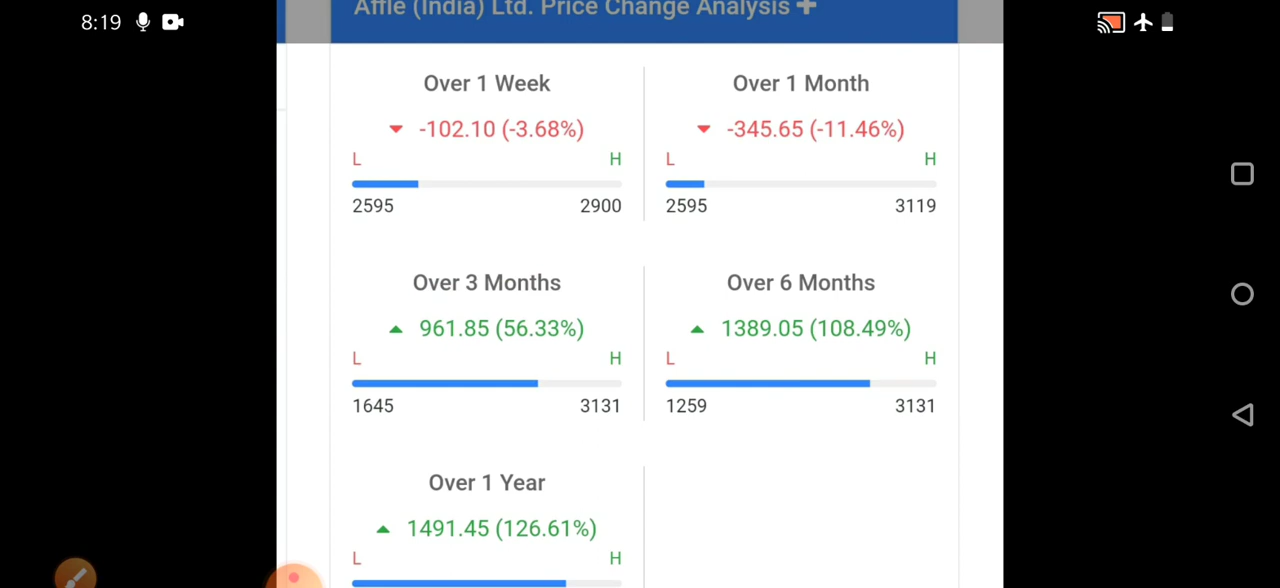 8:19
Affle (India) Ltd. Price Change Analysis +
Over 1 Week
-102.10 (-3.68%)
L H
2595 2900
Over 1 Month
-345.65 (-11.46%)
L H
2595 3119
Over 3 Months
961.85 (56.33%)
L H
1645 3131
Over 6 Months
1389.05 (108.49%)
L H
1259 3131
Over 1 Year
1491.45 (126.61%)
L H